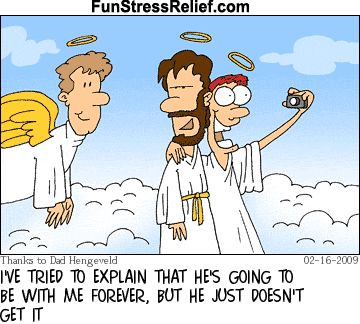 FunStressRelief.com
Thanks to Dad Hengeveld 02-16-2009
I'VE TRIED TO EXPLAIN THAT HE'S GOING TO
BE WITH ME FOREVER, BUT HE JUST DOESN'T
GET IT